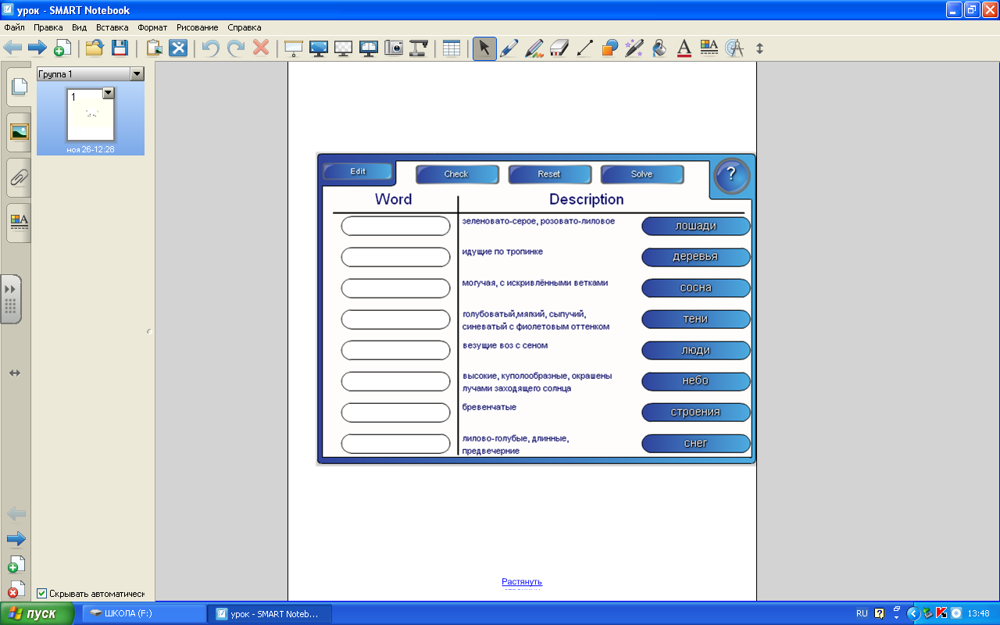 урок - SMART Notebook
Файл Правка Вид Вставка Формат Рисование Справка
Группа 1
1
ноя 26-12:28
Edit
Check
Reset
Solve
?
Word
Description
зеленовато-серое, розовато-лиловое
лошади
идущие по тропинке
деревья
могучая, с искривлёнными ветками
сосна
голубоватый,мягкий, сыпучий,
синеватый с фиолетовым оттенком
тени
везущие воз с сеном
люди
высокие, куполообразные, окрашены
лучами заходящего солнца
небо
бревенчатые
строения
лилово-голубые, длинные,
предвечерние
снег
Растянуть
Скрывать автоматическ
пуск
ШКОЛА (F:)
урок - SMART Noteb...
RU
13:48